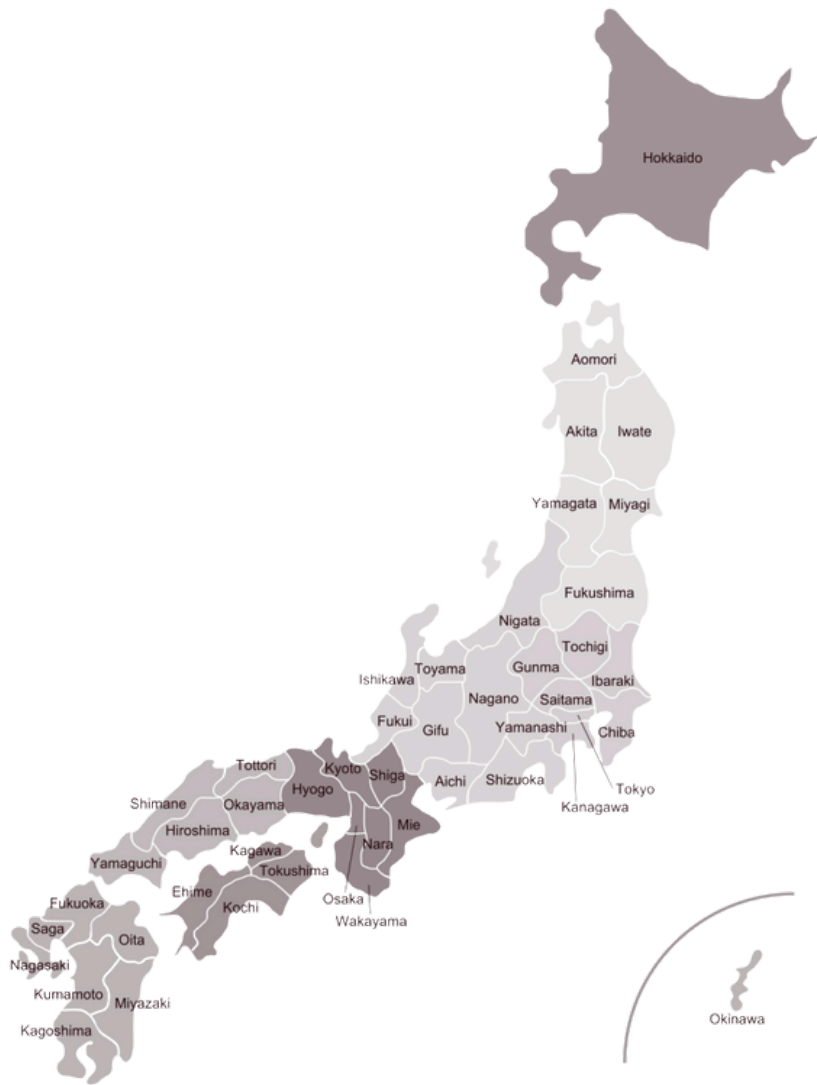 Hokkaido
Aomori
Akita
Iwate
Yamagata
Miyagi
Fukushima
Nigata
Tochigi
Gunma
Ibaraki
Toyama
Ishikawa
Nagano
Saitama
Fukui
Gifu
Yamanashi
Chiba
Tottori
Kyoto
Shiga
Aichi
Shizuoka
Tokyo
Kanagawa
Hyogo
Shimane
Okayama
Hiroshima
Mie
Nara
Kagawa
Yamaguchi
Tokushima
Ehime
Osaka
Fukuoka
Kochi
Wakayama
Saga
Oita
Nagasaki
Kumamoto
Miyazaki
Kagoshima
Okinawa